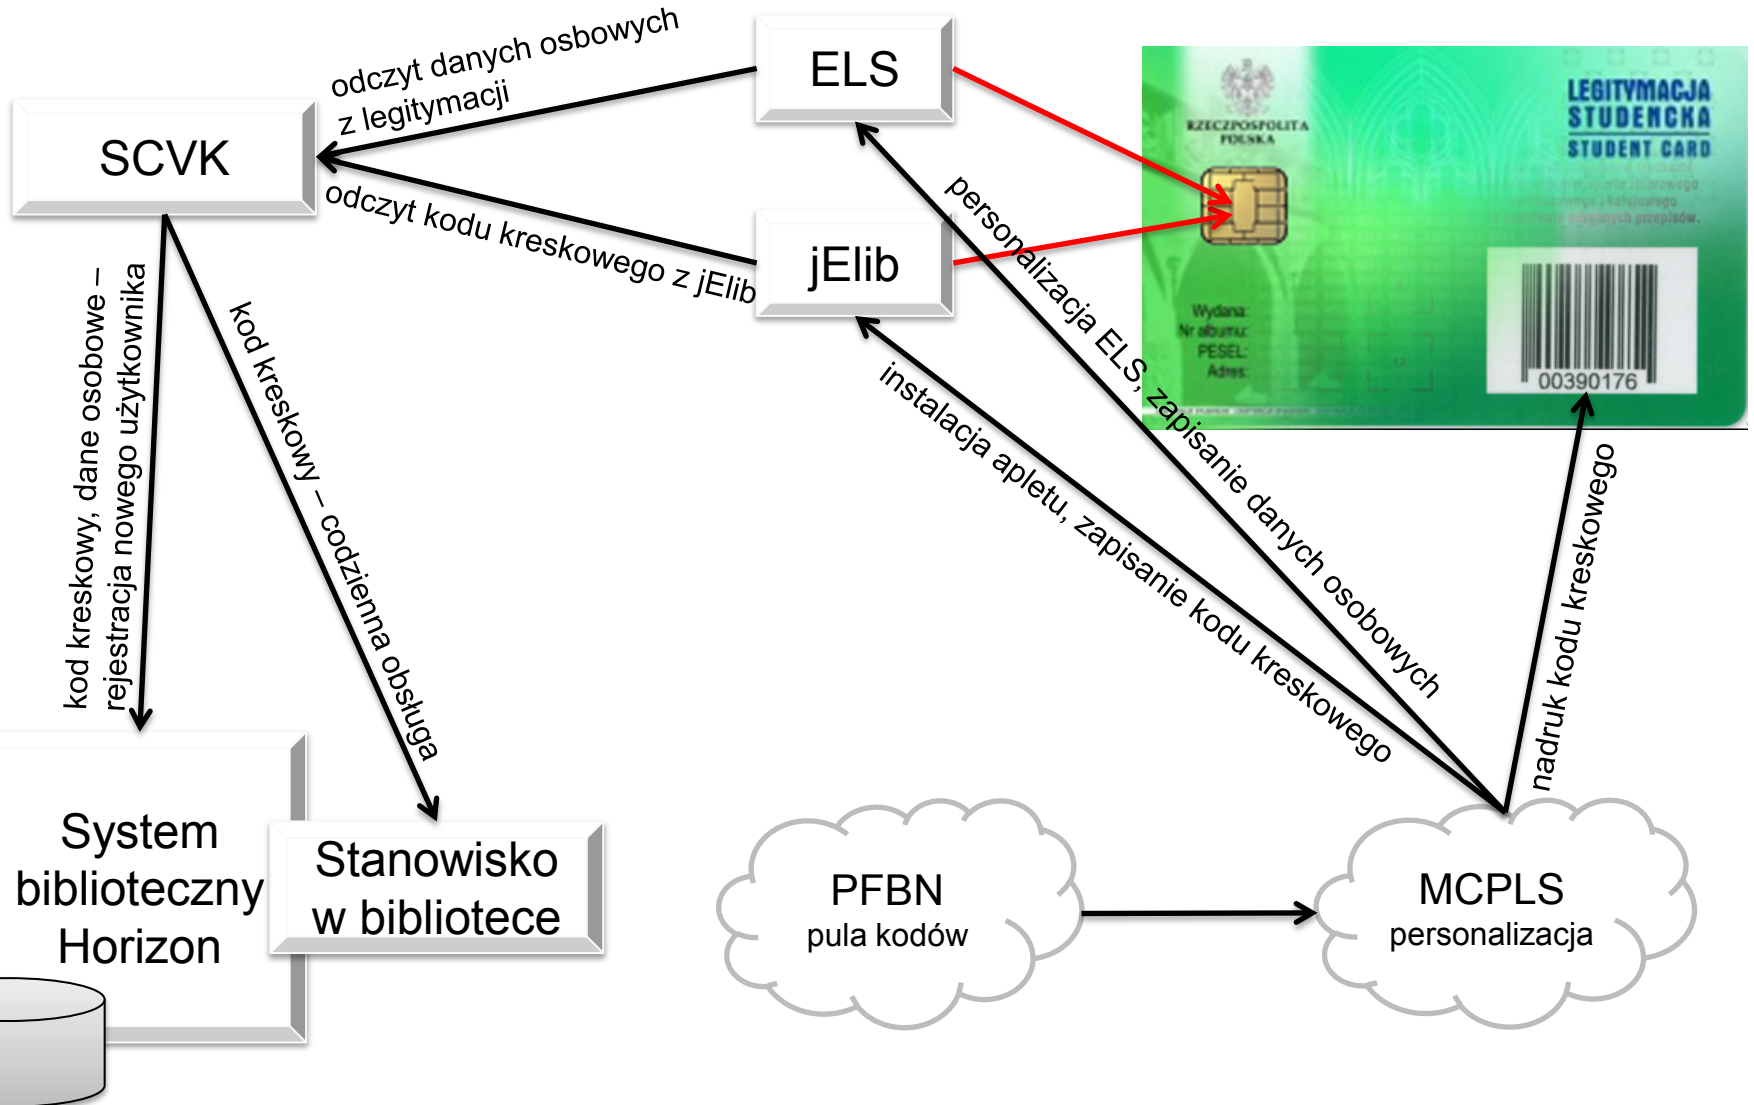 odczyt danych osbowych
z legitymacji
ELS
SCVK
odczyt kodu kreskowego z jElib
jElib
RZECZPOSPOLITA
POLSKA
LEGITYMACJA
STUDENCKA
STUDENT CARD
odrębnych przepisów.
Wydana:
Nr albumu:
PESEL:
Adres:
00390176
personalizacja ELS, zapisanie danych osobowych
instalacja apletu, zapisanie kodu kreskowego
nadruk kodu kreskowego
kod kreskowy, dane osobowe –
rejestracja nowego użytkownika
kod kreskowy – codzienna obsługa
System
biblioteczny
Horizon
Stanowisko
w bibliotece
PFBN
pula kodów
MCPLS
personalizacja